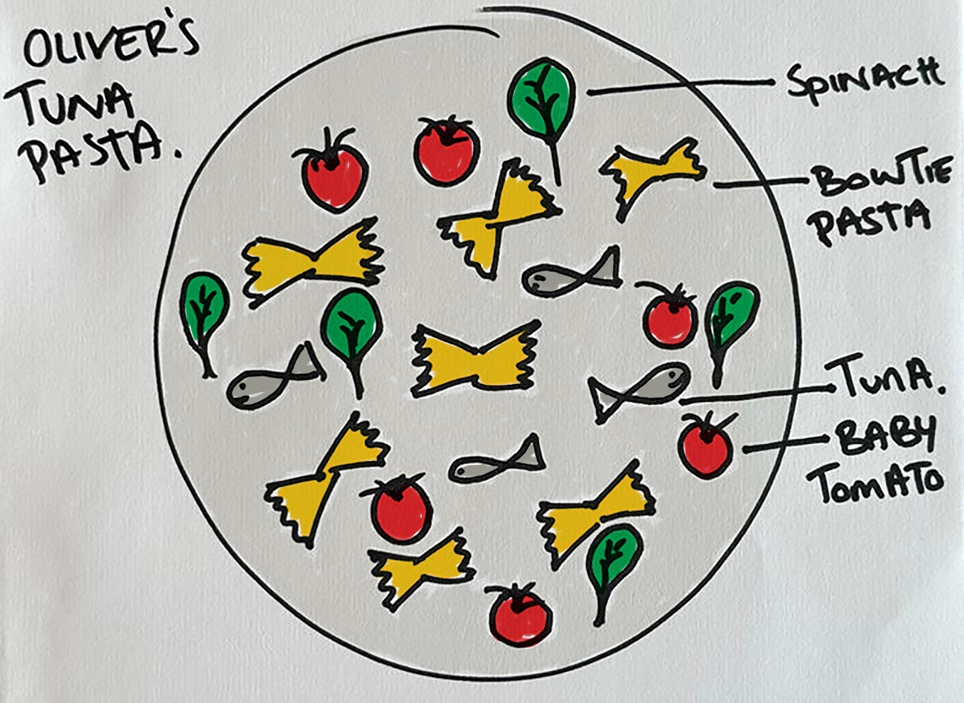 OLIVER'S
TUNA
PASTA.
SPINACH
BOWTIE
PASTA
TUNA.
BABY
TOMATO